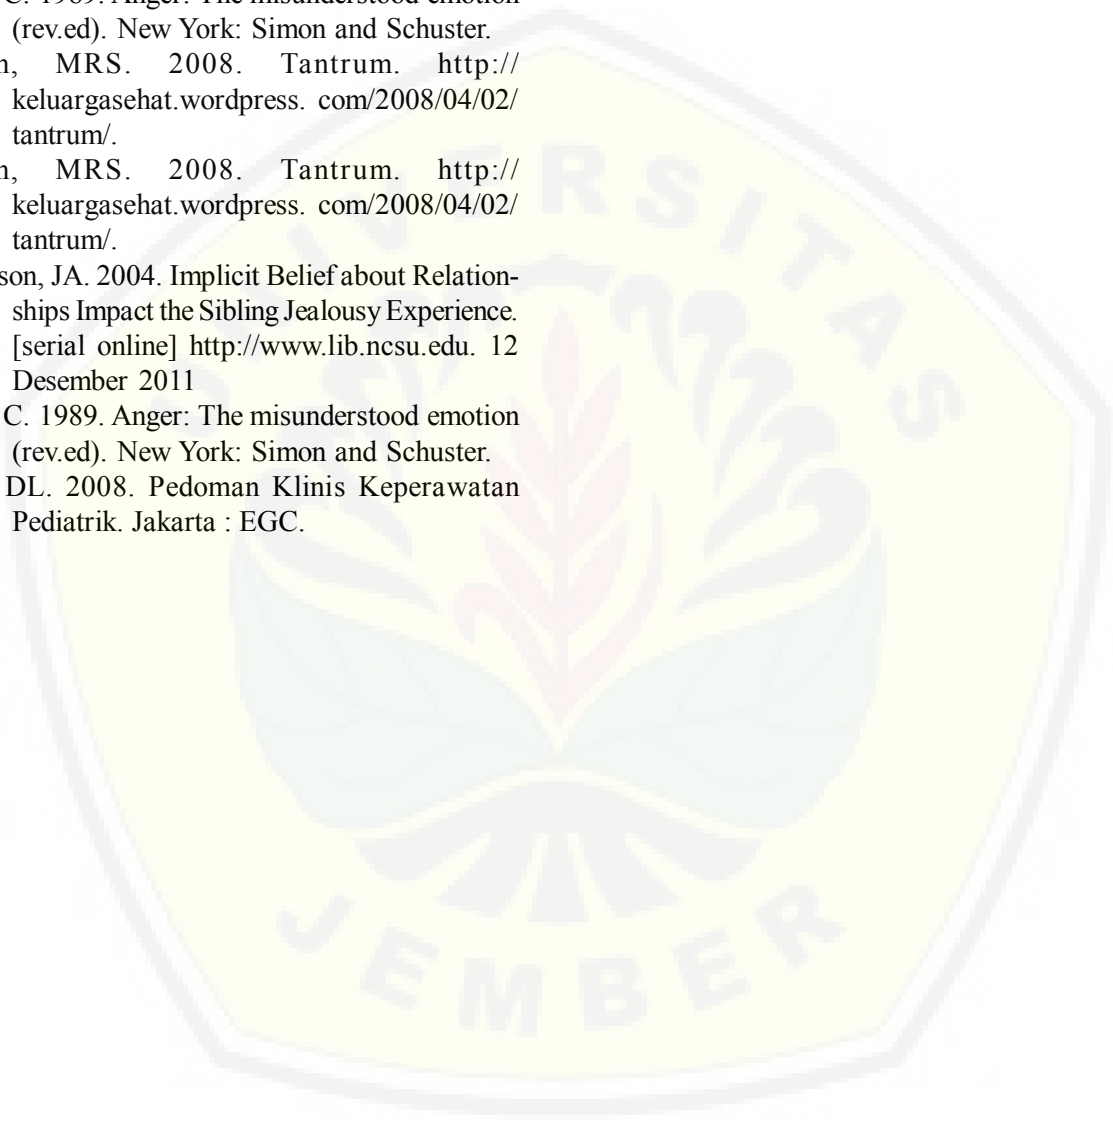 C. 1989. Anger: The misunderstood emotion
(rev.ed). New York: Simon and Schuster.
n, MRS. 2008. Tantrum. http://
keluargasehat.wordpress. com/2008/04/02/
tantrum/.
n, MRS. 2008. Tantrum. http://
keluargasehat.wordpress. com/2008/04/02/
tantrum/.
son, JA. 2004. Implicit Belief about Relation-
ships Impact the Sibling Jealousy Experience.
[serial online] http://www.lib.ncsu.edu. 12
Desember 2011
C. 1989. Anger: The misunderstood emotion
(rev.ed). New York: Simon and Schuster.
DL. 2008. Pedoman Klinis Keperawatan
Pediatrik. Jakarta : EGC.
UNIVERSITAS
JEMBER